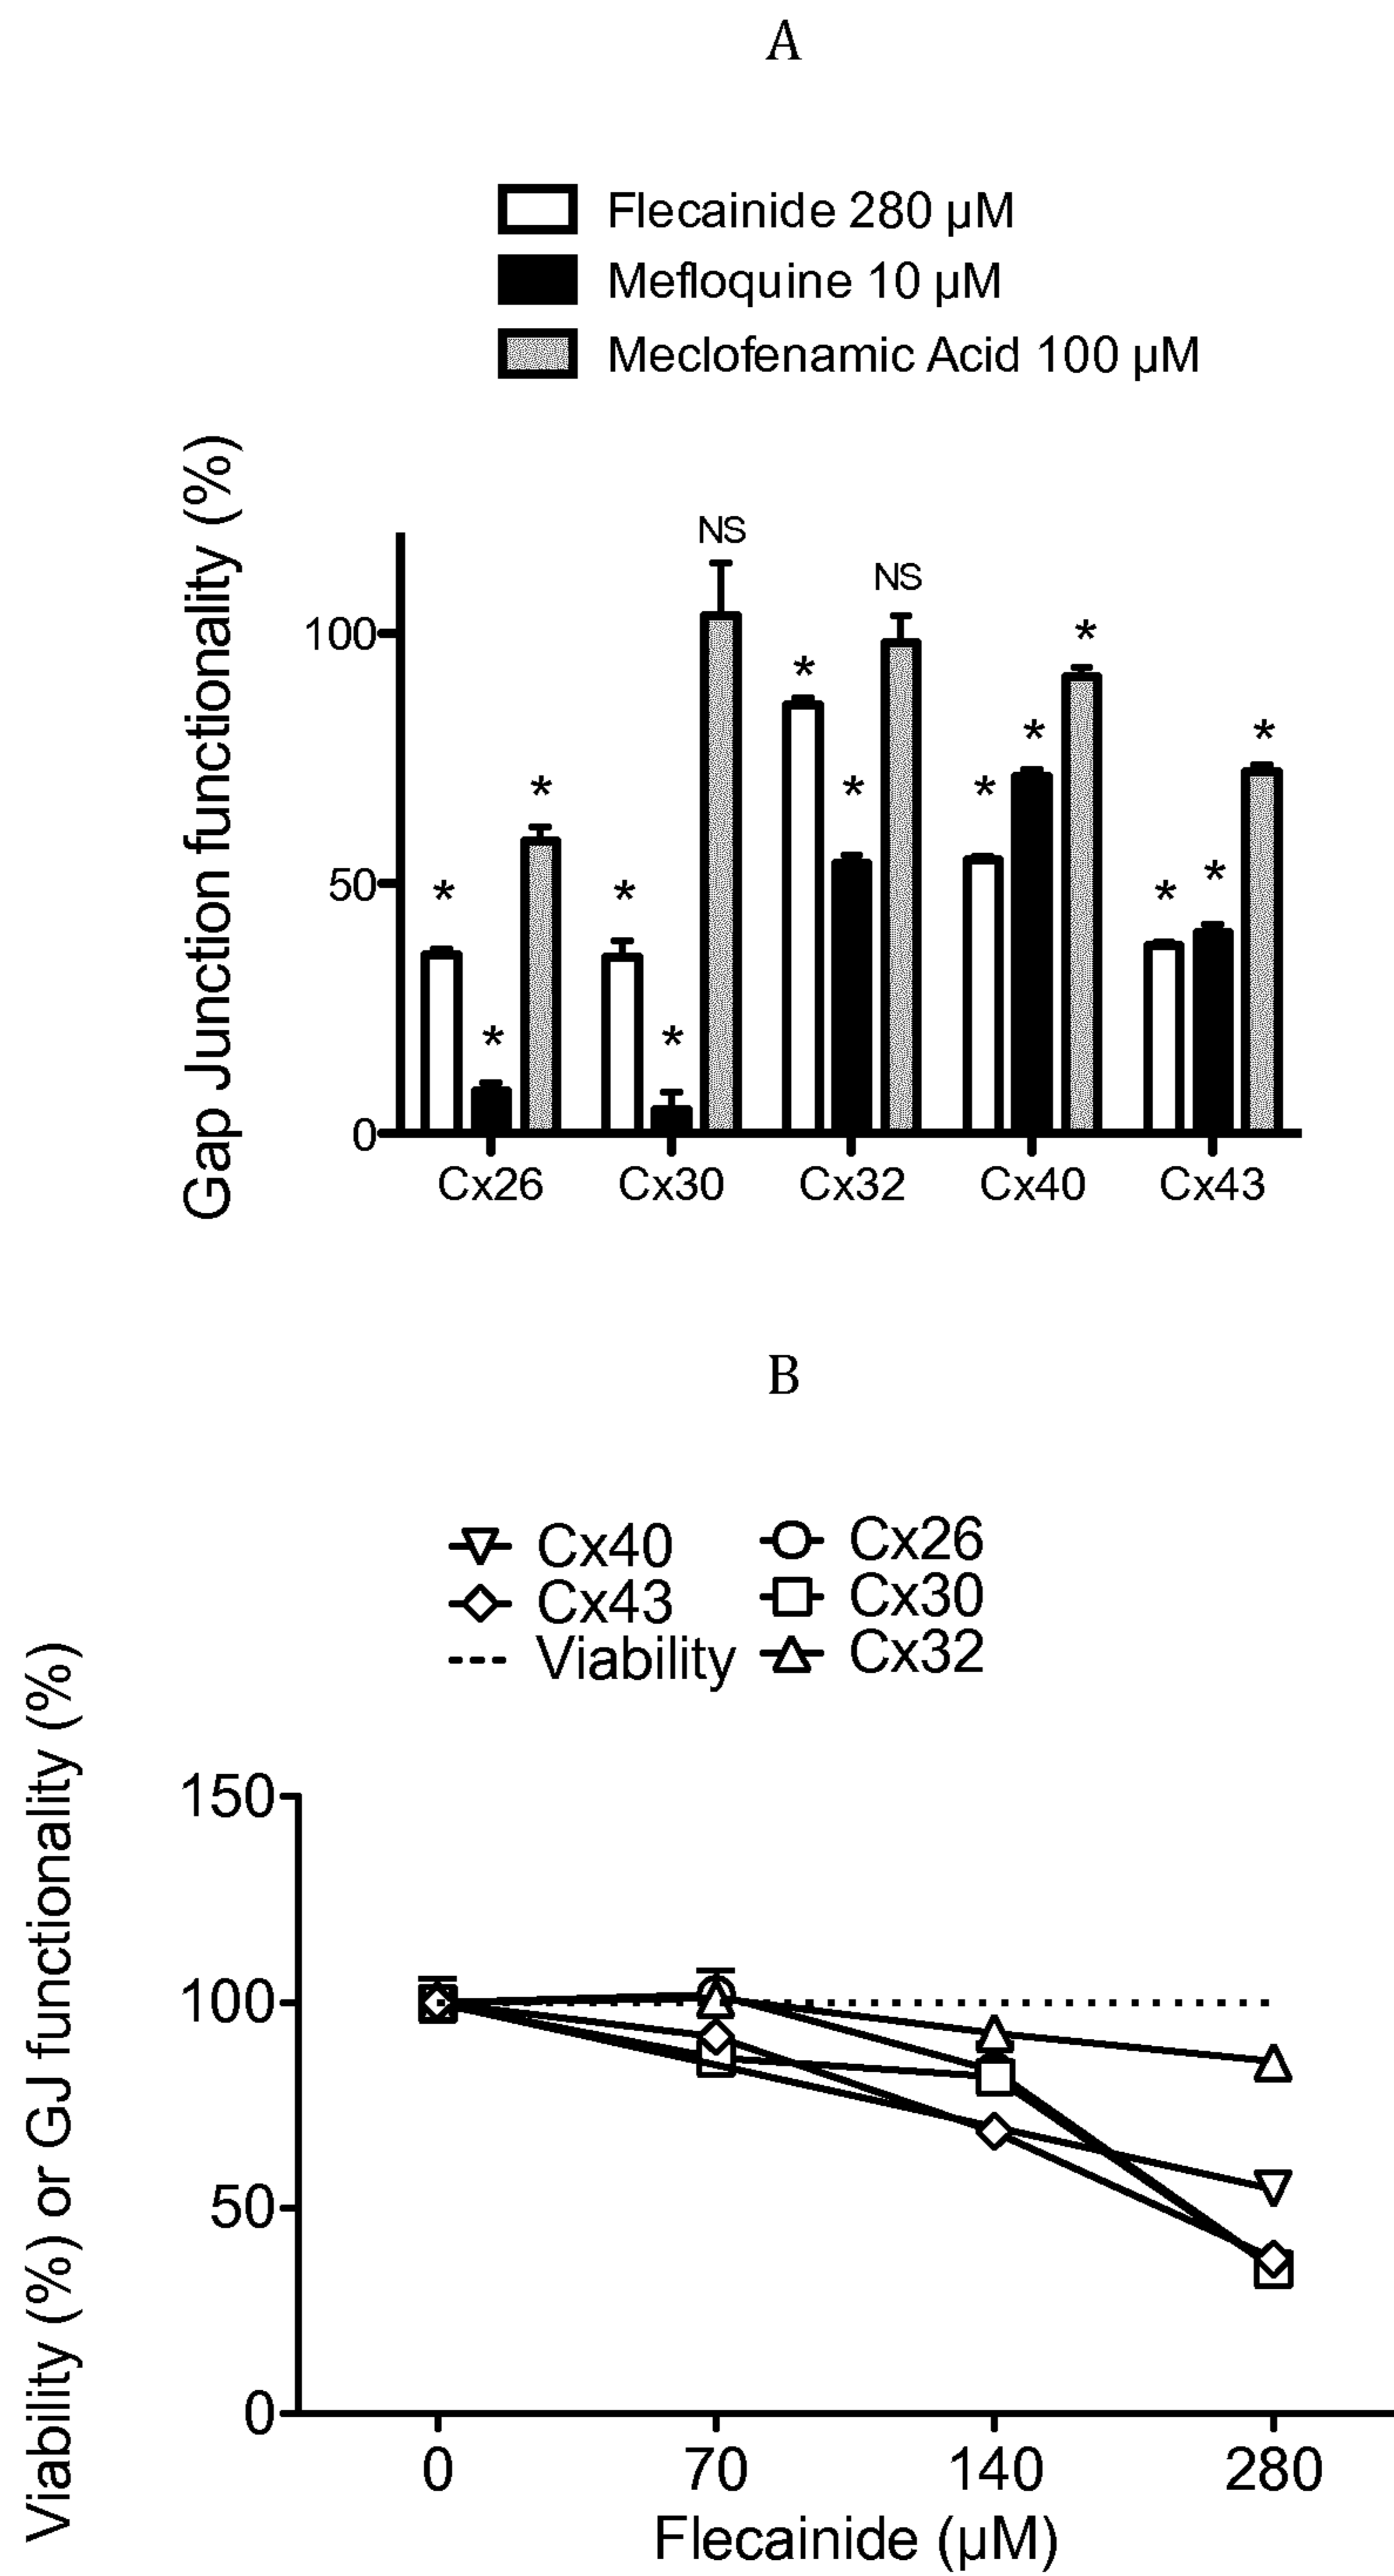 A
Flecainide 280 µM
Mefloquine 10 µM
Meclofenamic Acid 100 µM
Gap Junction functionality (%)
NS
NS
100
*
*
*
*
*
*
50
*
*
*
*
*
*
*
0
Cx26 Cx30 Cx32 Cx40 Cx43
B
Cx40 Cx26
Cx43 Cx30
Viability Cx32
Viability (%) or GJ functionality (%)
150
100
50
0
0 70 140 280
Flecainide (µM)